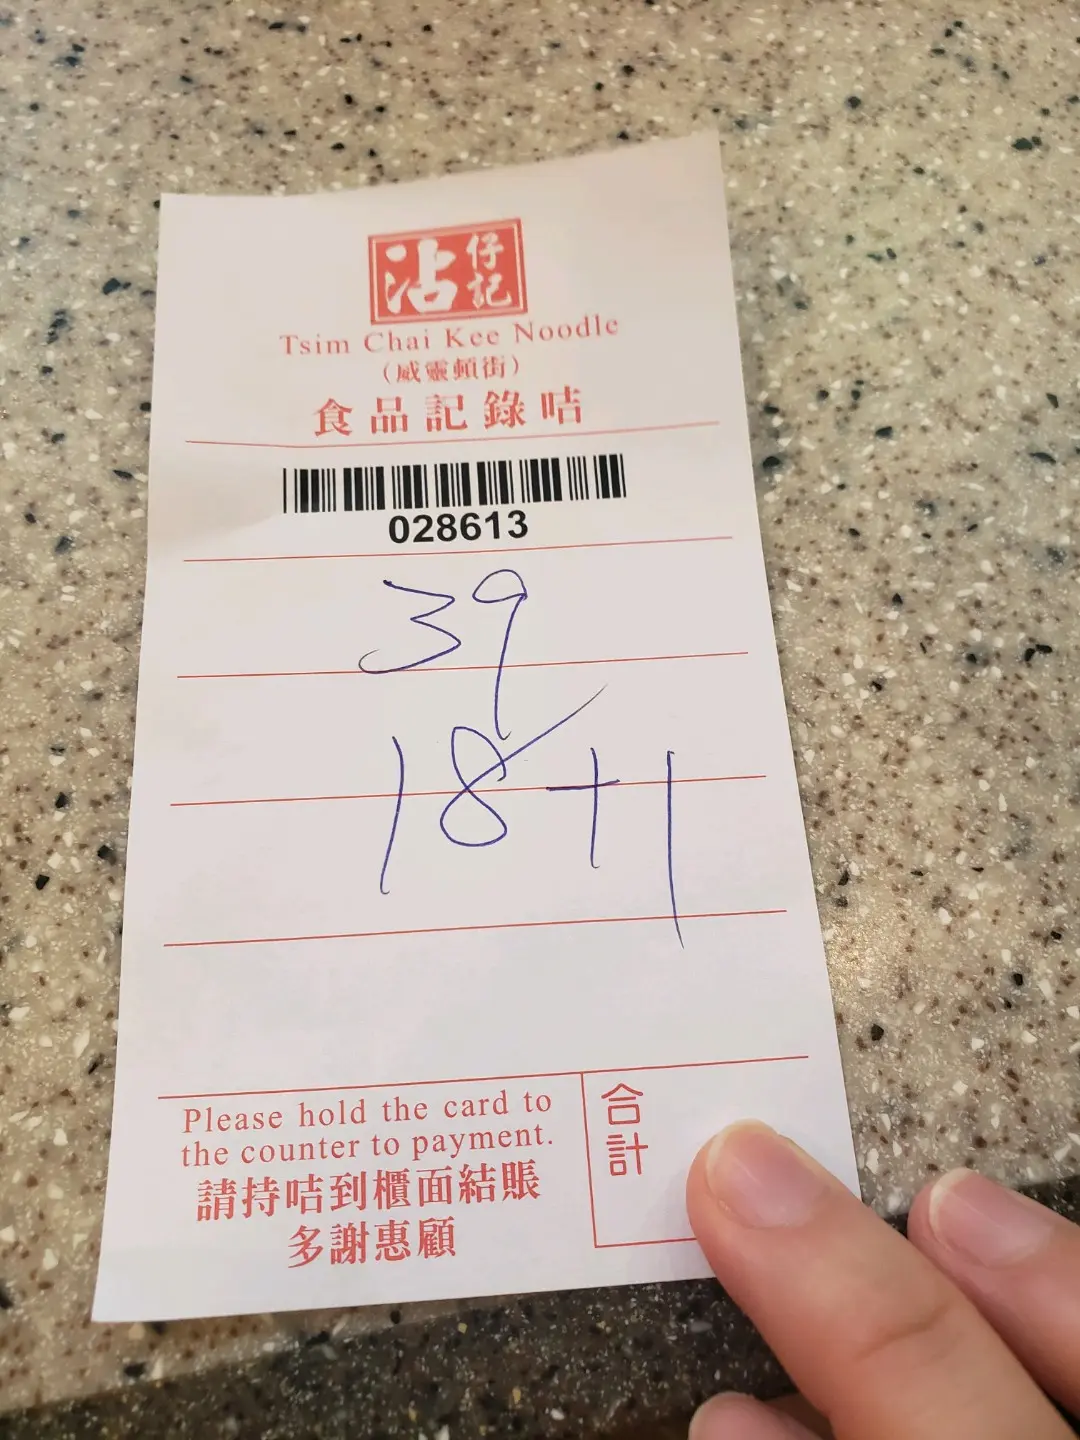 沾仔記
Tsim Chai Kee Noodle
（威靈頓街）
食品記錄咭
028613
39
18+1
Please hold the card to
the counter to payment.
請持咭到櫃面結賬
多謝惠顧
合計